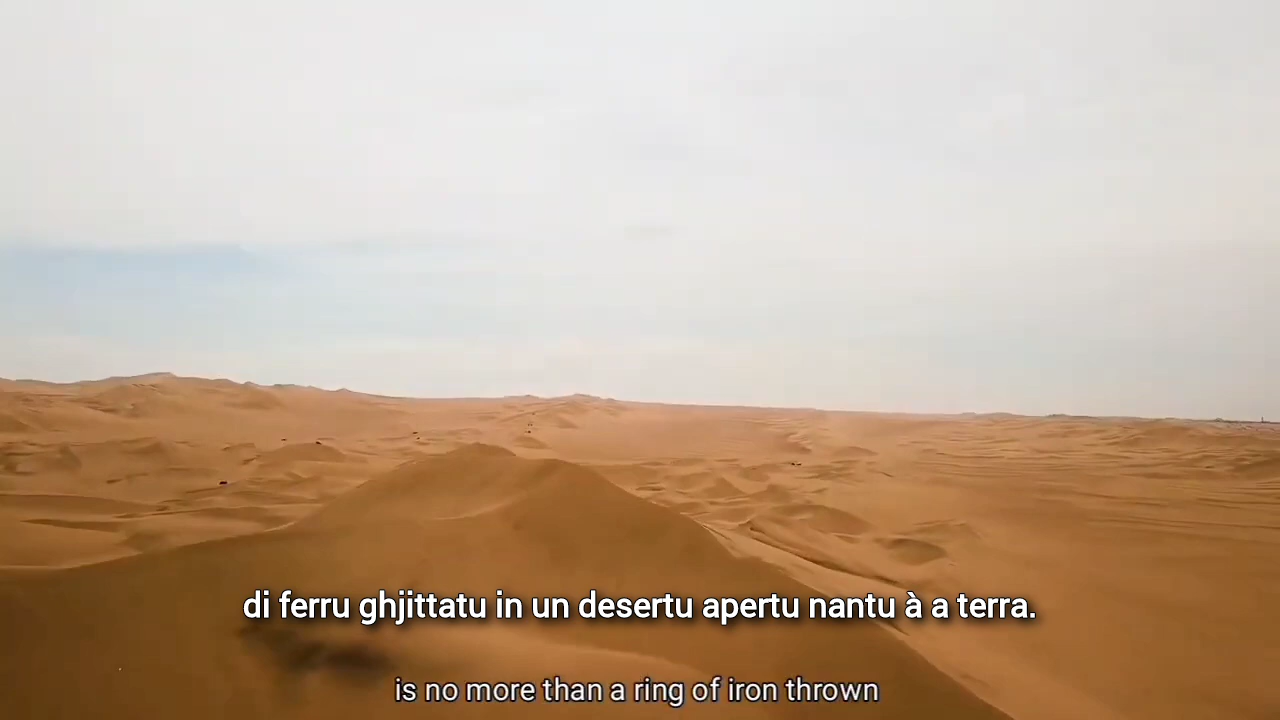 di ferru ghjittatu in un desertu apertu nantu à a terra.
is no more than a ring of iron thrown